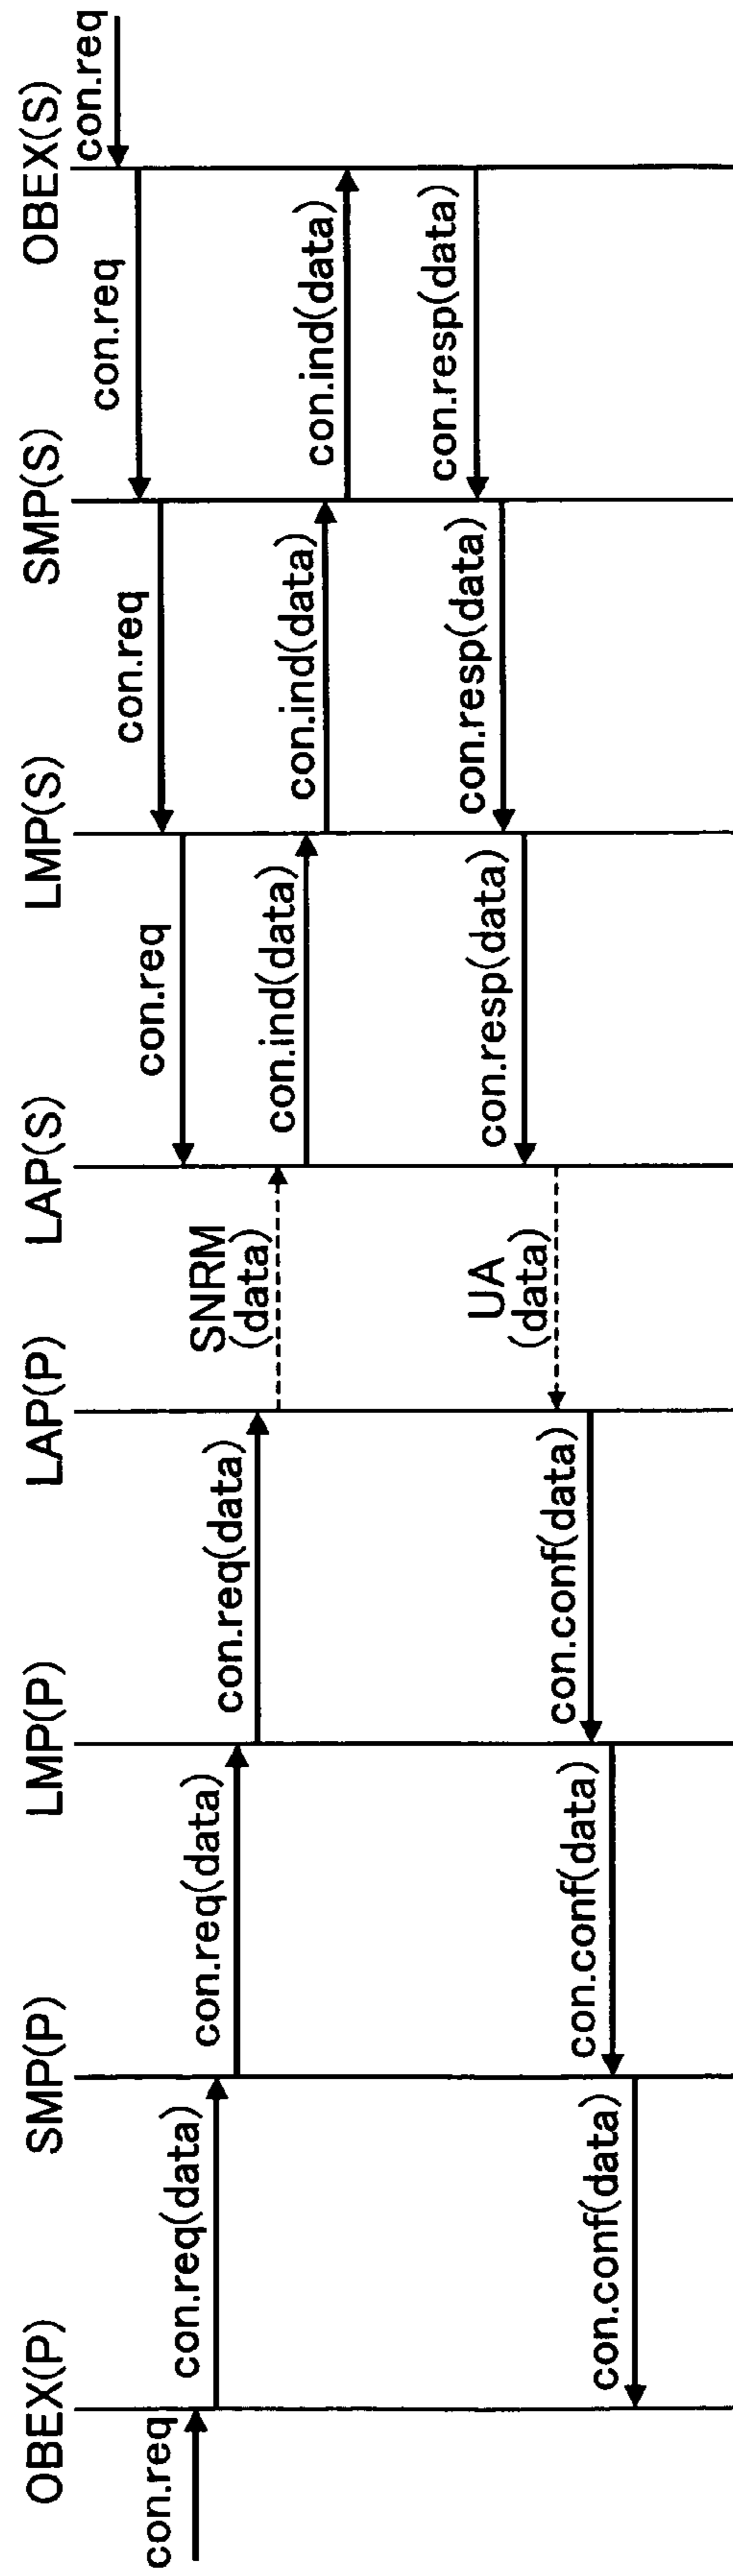 OBEX(P)
SMP(P)
LMP(P)
LAP(P)
LAP(S)
LMP(S)
SMP(S)
OBEX(S)
con.req
con.req
con.req
con.req
con.req
con.req(data)
con.req(data)
con.req(data)
SNRM
(data)
con.ind(data)
con.ind(data)
con.ind(data)
con.resp(data)
con.resp(data)
con.resp(data)
UA
(data)
con.conf(data)
con.conf(data)
con.conf(data)